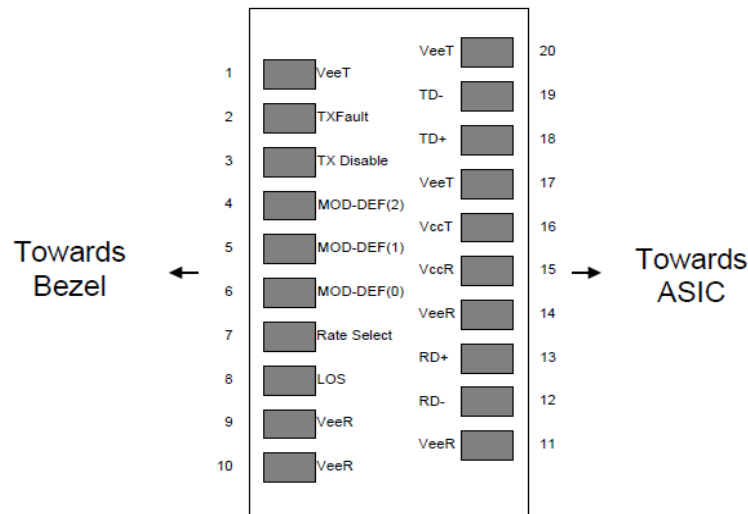 VeeT 20
1 VeeT
TD- 19
2 TXFault
TD+ 18
3 TX Disable
VeeT 17
4 MOD-DEF(2)
VccT 16
5 MOD-DEF(1)
Towards
Bezel
VccR 15
Towards
ASIC
6 MOD-DEF(0)
VeeR 14
7 Rate Select
RD+ 13
8 LOS
RD- 12
9 VeeR
VeeR 11
10 VeeR